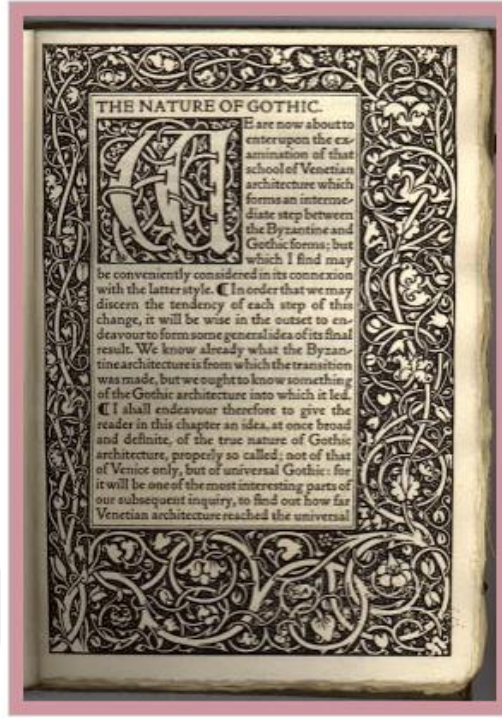 THE NATURE OF GOTHIC.
WE are now about to
enter upon the ex-
amination of that
school of Venetian
architecture which
forms an interme-
diate step between
the Byzantine and
Gothic forms; but
which I find may
be conveniently considered in its connexion
with the latter style. ⁋ In order that we may
discern the tendency of each step of this
change, it will be wise in the outset to en-
deavour to form some general idea of its final
result. We know already what the Byzan-
tine architecture is from which the transition
was made, but we ought to know something
of the Gothic architecture into which it led.
⁋ I shall endeavour therefore to give the
reader in this chapter an idea, at once broad
and definite, of the true nature of Gothic
architecture, properly so called; not of that
of Venice only, but of universal Gothic: for
it will be one of the most interesting parts of
our subsequent inquiry, to find out how far
Venetian architecture reached the universal